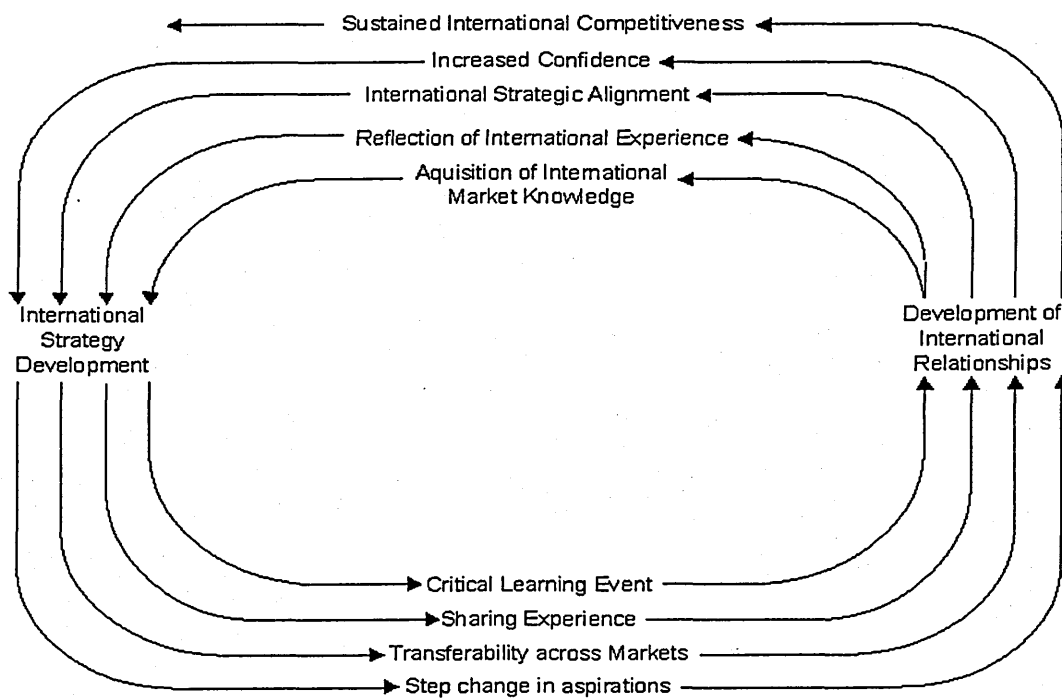 Sustained International Competitiveness
Increased Confidence
International Strategic Alignment
Reflection of International Experience
Aquisition of International
Market Knowledge
International
Strategy
Development
Development of
International
Relationships
Critical Learning Event
Sharing Experience
Transferability across Markets
Step change in aspirations